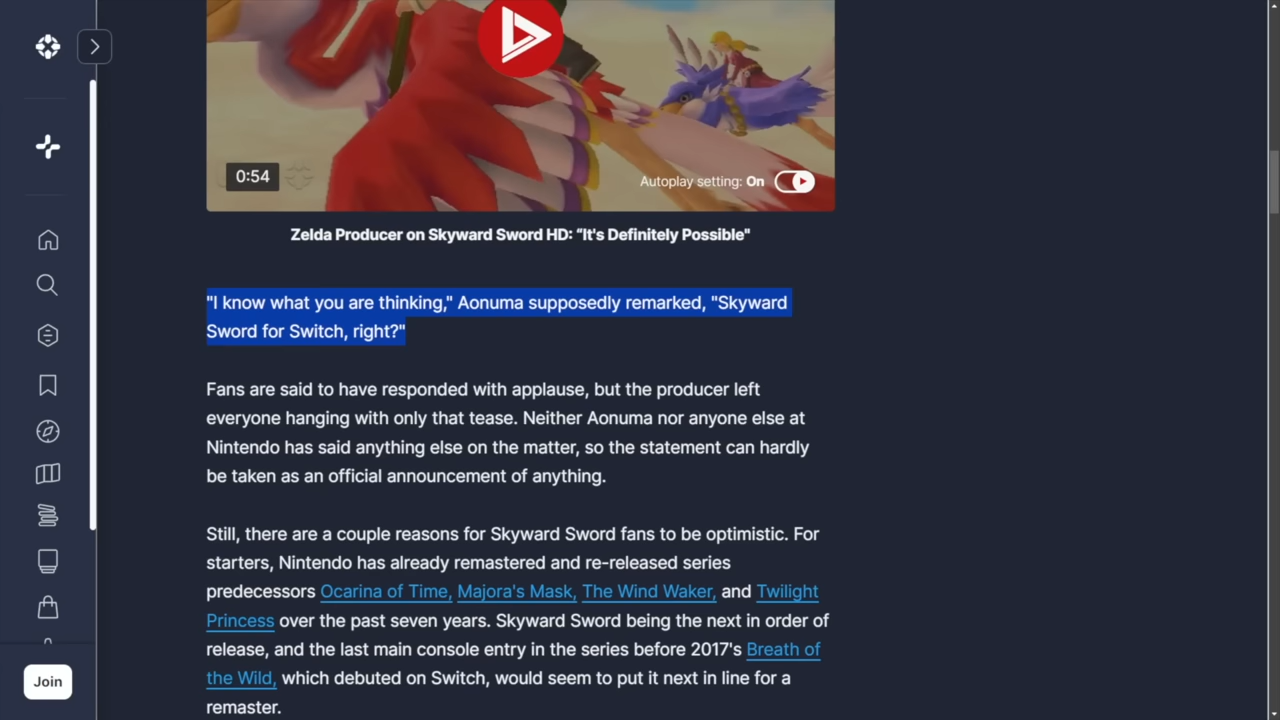 0:54
Autoplay setting: On
Zelda Producer on Skyward Sword HD: “It's Definitely Possible"
"I know what you are thinking," Aonuma supposedly remarked, "Skyward
Sword for Switch, right?"
Fans are said to have responded with applause, but the producer left
everyone hanging with only that tease. Neither Aonuma nor anyone else at
Nintendo has said anything else on the matter, so the statement can hardly
be taken as an official announcement of anything.
Still, there are a couple reasons for Skyward Sword fans to be optimistic. For
starters, Nintendo has already remastered and re-released series
predecessors Ocarina of Time, Majora's Mask, The Wind Waker, and Twilight
Princess over the past seven years. Skyward Sword being the next in order of
release, and the last main console entry in the series before 2017's Breath of
the Wild, which debuted on Switch, would seem to put it next in line for a
remaster.
Join